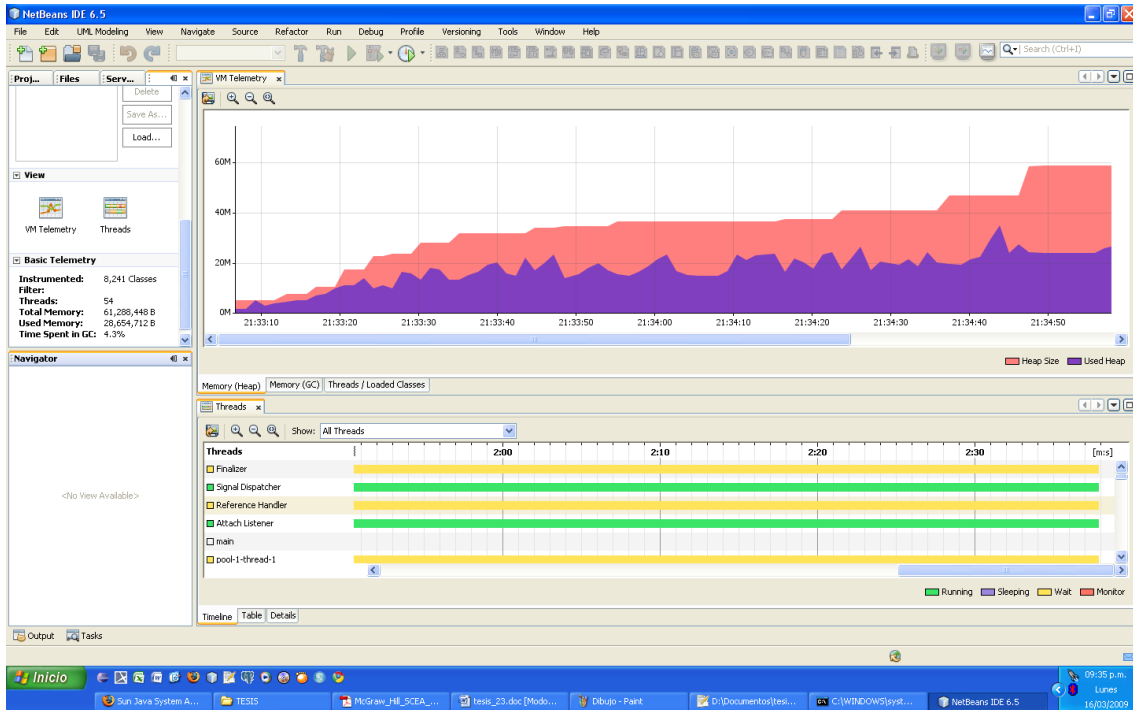 NetBeans IDE 6.5
File Edit UML Modeling View Navigate Source Refactor Run Debug Profile Versioning Tools Window Help
Search (Ctrl+I)
Proj... Files Serv...
Delete
Save As...
Load...
View
VM Telemetry Threads
Basic Telemetry
Instrumented: 8,241 Classes
Filter:
Threads: 54
Total Memory: 61,288,448 B
Used Memory: 28,654,712 B
Time Spent in GC: 4.3%
Navigator
<No View Available>
VM Telemetry
60M
40M
20M
0M
21:33:10 21:33:20 21:33:30 21:33:40 21:33:50 21:34:00 21:34:10 21:34:20 21:34:30 21:34:40 21:34:50
Heap Size Used Heap
Memory (Heap) Memory (GC) Threads / Loaded Classes
Threads
Show: All Threads
Threads 2:00 2:10 2:20 2:30 [m:s]
Finalizer
Signal Dispatcher
Reference Handler
Attach Listener
main
pool-1-thread-1
Running Sleeping Wait Monitor
Timeline Table Details
Output Tasks
Inicio
Sun Java System A... TESIS McGraw_Hill_SCEA_... tesis_23.doc [Modo... Dibujo - Paint D:\Documentos\tesi... C:\WINDOWS\syst... NetBeans IDE 6.5
09:35 p.m.
Lunes
16/03/2009